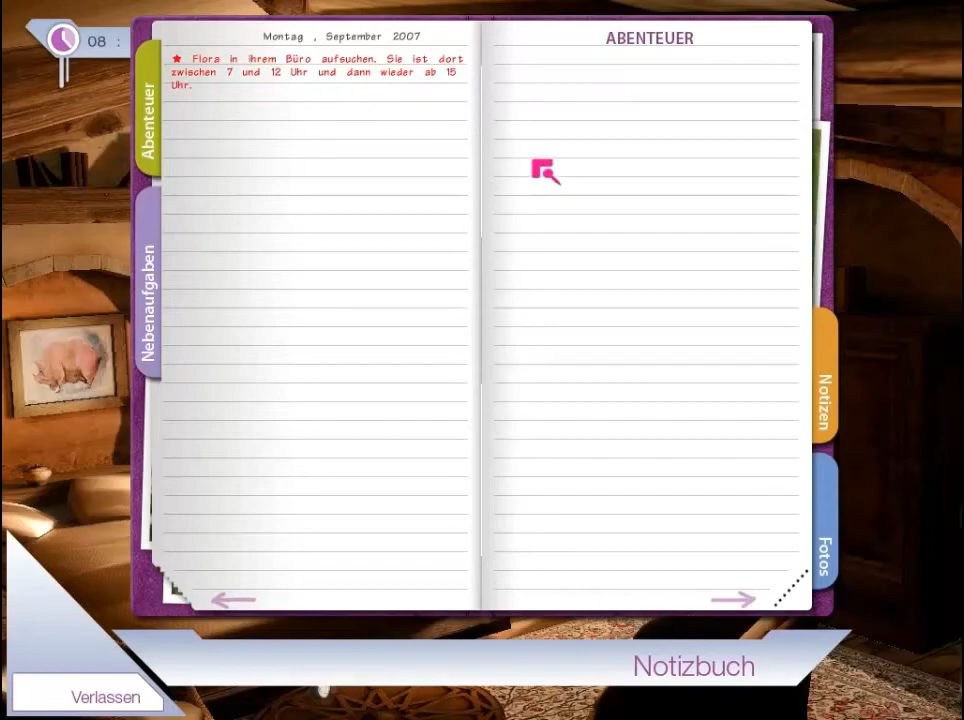 08 :
Montag , September 2007
★ Flora in ihrem Büro aufsuchen. Sie ist dort
zwischen 7 und 12 Uhr und dann wieder ab 15
Uhr.
ABENTEUER
Abenteuer
Nebenaufgaben
Notizen
Fotos
Notizbuch
Verlassen